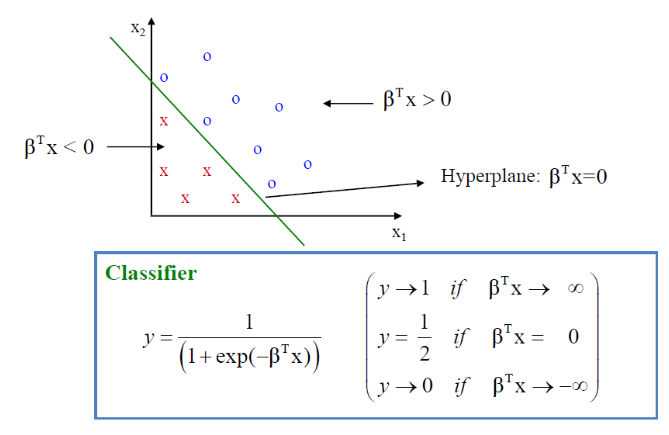 x₂
βᵀx > 0
βᵀx < 0
Hyperplane: βᵀx=0
x₁
Classifier
y = 1 / (1 + exp(−βᵀx))
y → 1 if βᵀx → ∞
y = 1/2 if βᵀx = 0
y → 0 if βᵀx → −∞